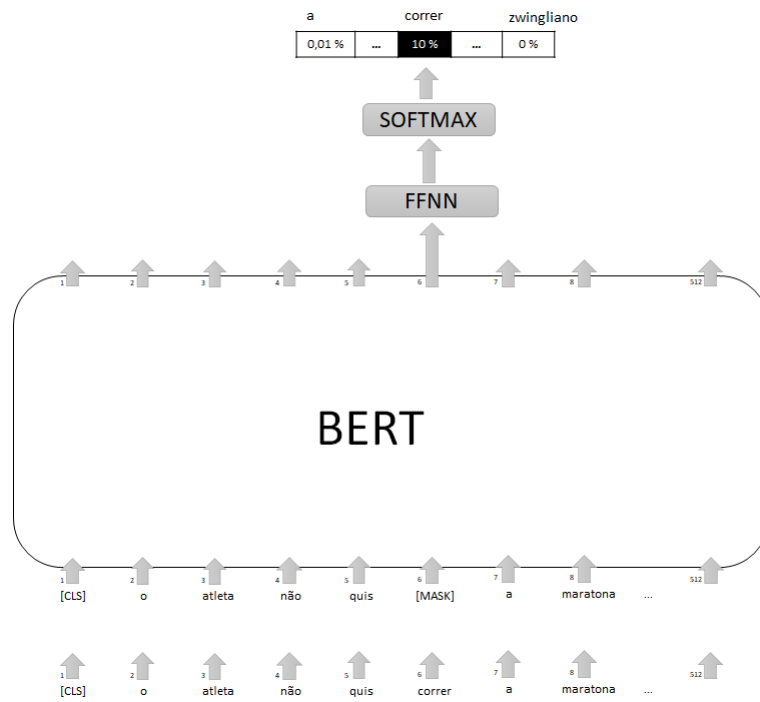 a correr zwingliano
0,01 % ... 10 % ... 0 %
SOFTMAX
FFNN
1 2 3 4 5 6 7 8 512
BERT
1 2 3 4 5 6 7 8 512
[CLS] o atleta não quis [MASK] a maratona ...
1 2 3 4 5 6 7 8 512
[CLS] o atleta não quis correr a maratona ...